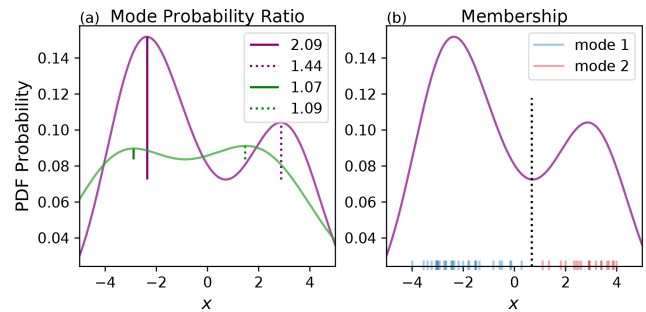 (a) Mode Probability Ratio
PDF Probability
0.14
0.12
0.10
0.08
0.06
0.04
2.09
1.44
1.07
1.09
−4 −2 0 2 4
x
(b) Membership
0.14
0.12
0.10
0.08
0.06
0.04
mode 1
mode 2
−4 −2 0 2 4
x